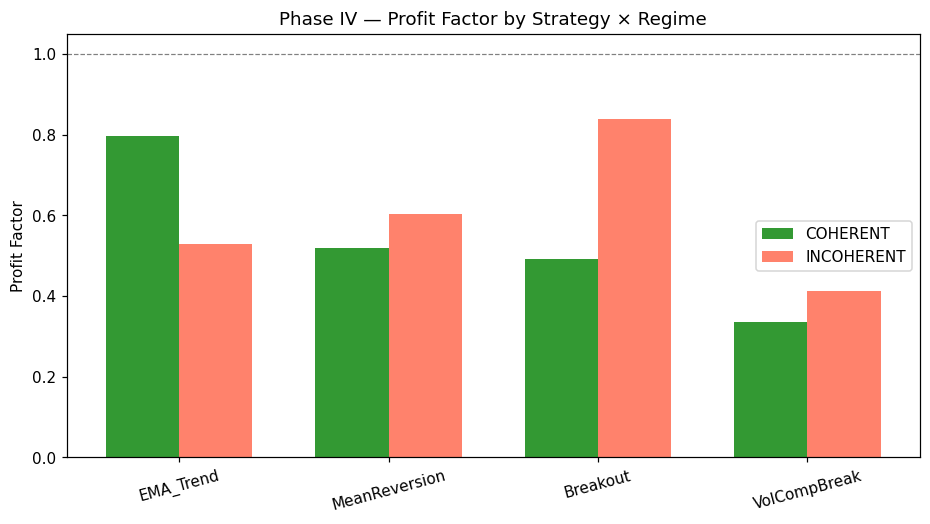 Phase IV — Profit Factor by Strategy × Regime
Profit Factor
1.0
0.8
0.6
0.4
0.2
0.0
COHERENT
INCOHERENT
EMA_Trend
MeanReversion
Breakout
VolCompBreak